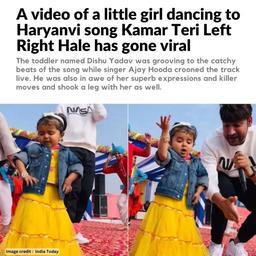 A video of a little girl dancing to
Haryanvi song Kamar Teri Left
Right Hale has gone viral
The toddler named Dishu Yadav was grooving to the catchy
beats of the song while singer Ajay Hooda crooned the track
live. He was also in awe of her superb expressions and killer
moves and shook a leg with her as well.
NASA
Image credit : India Today